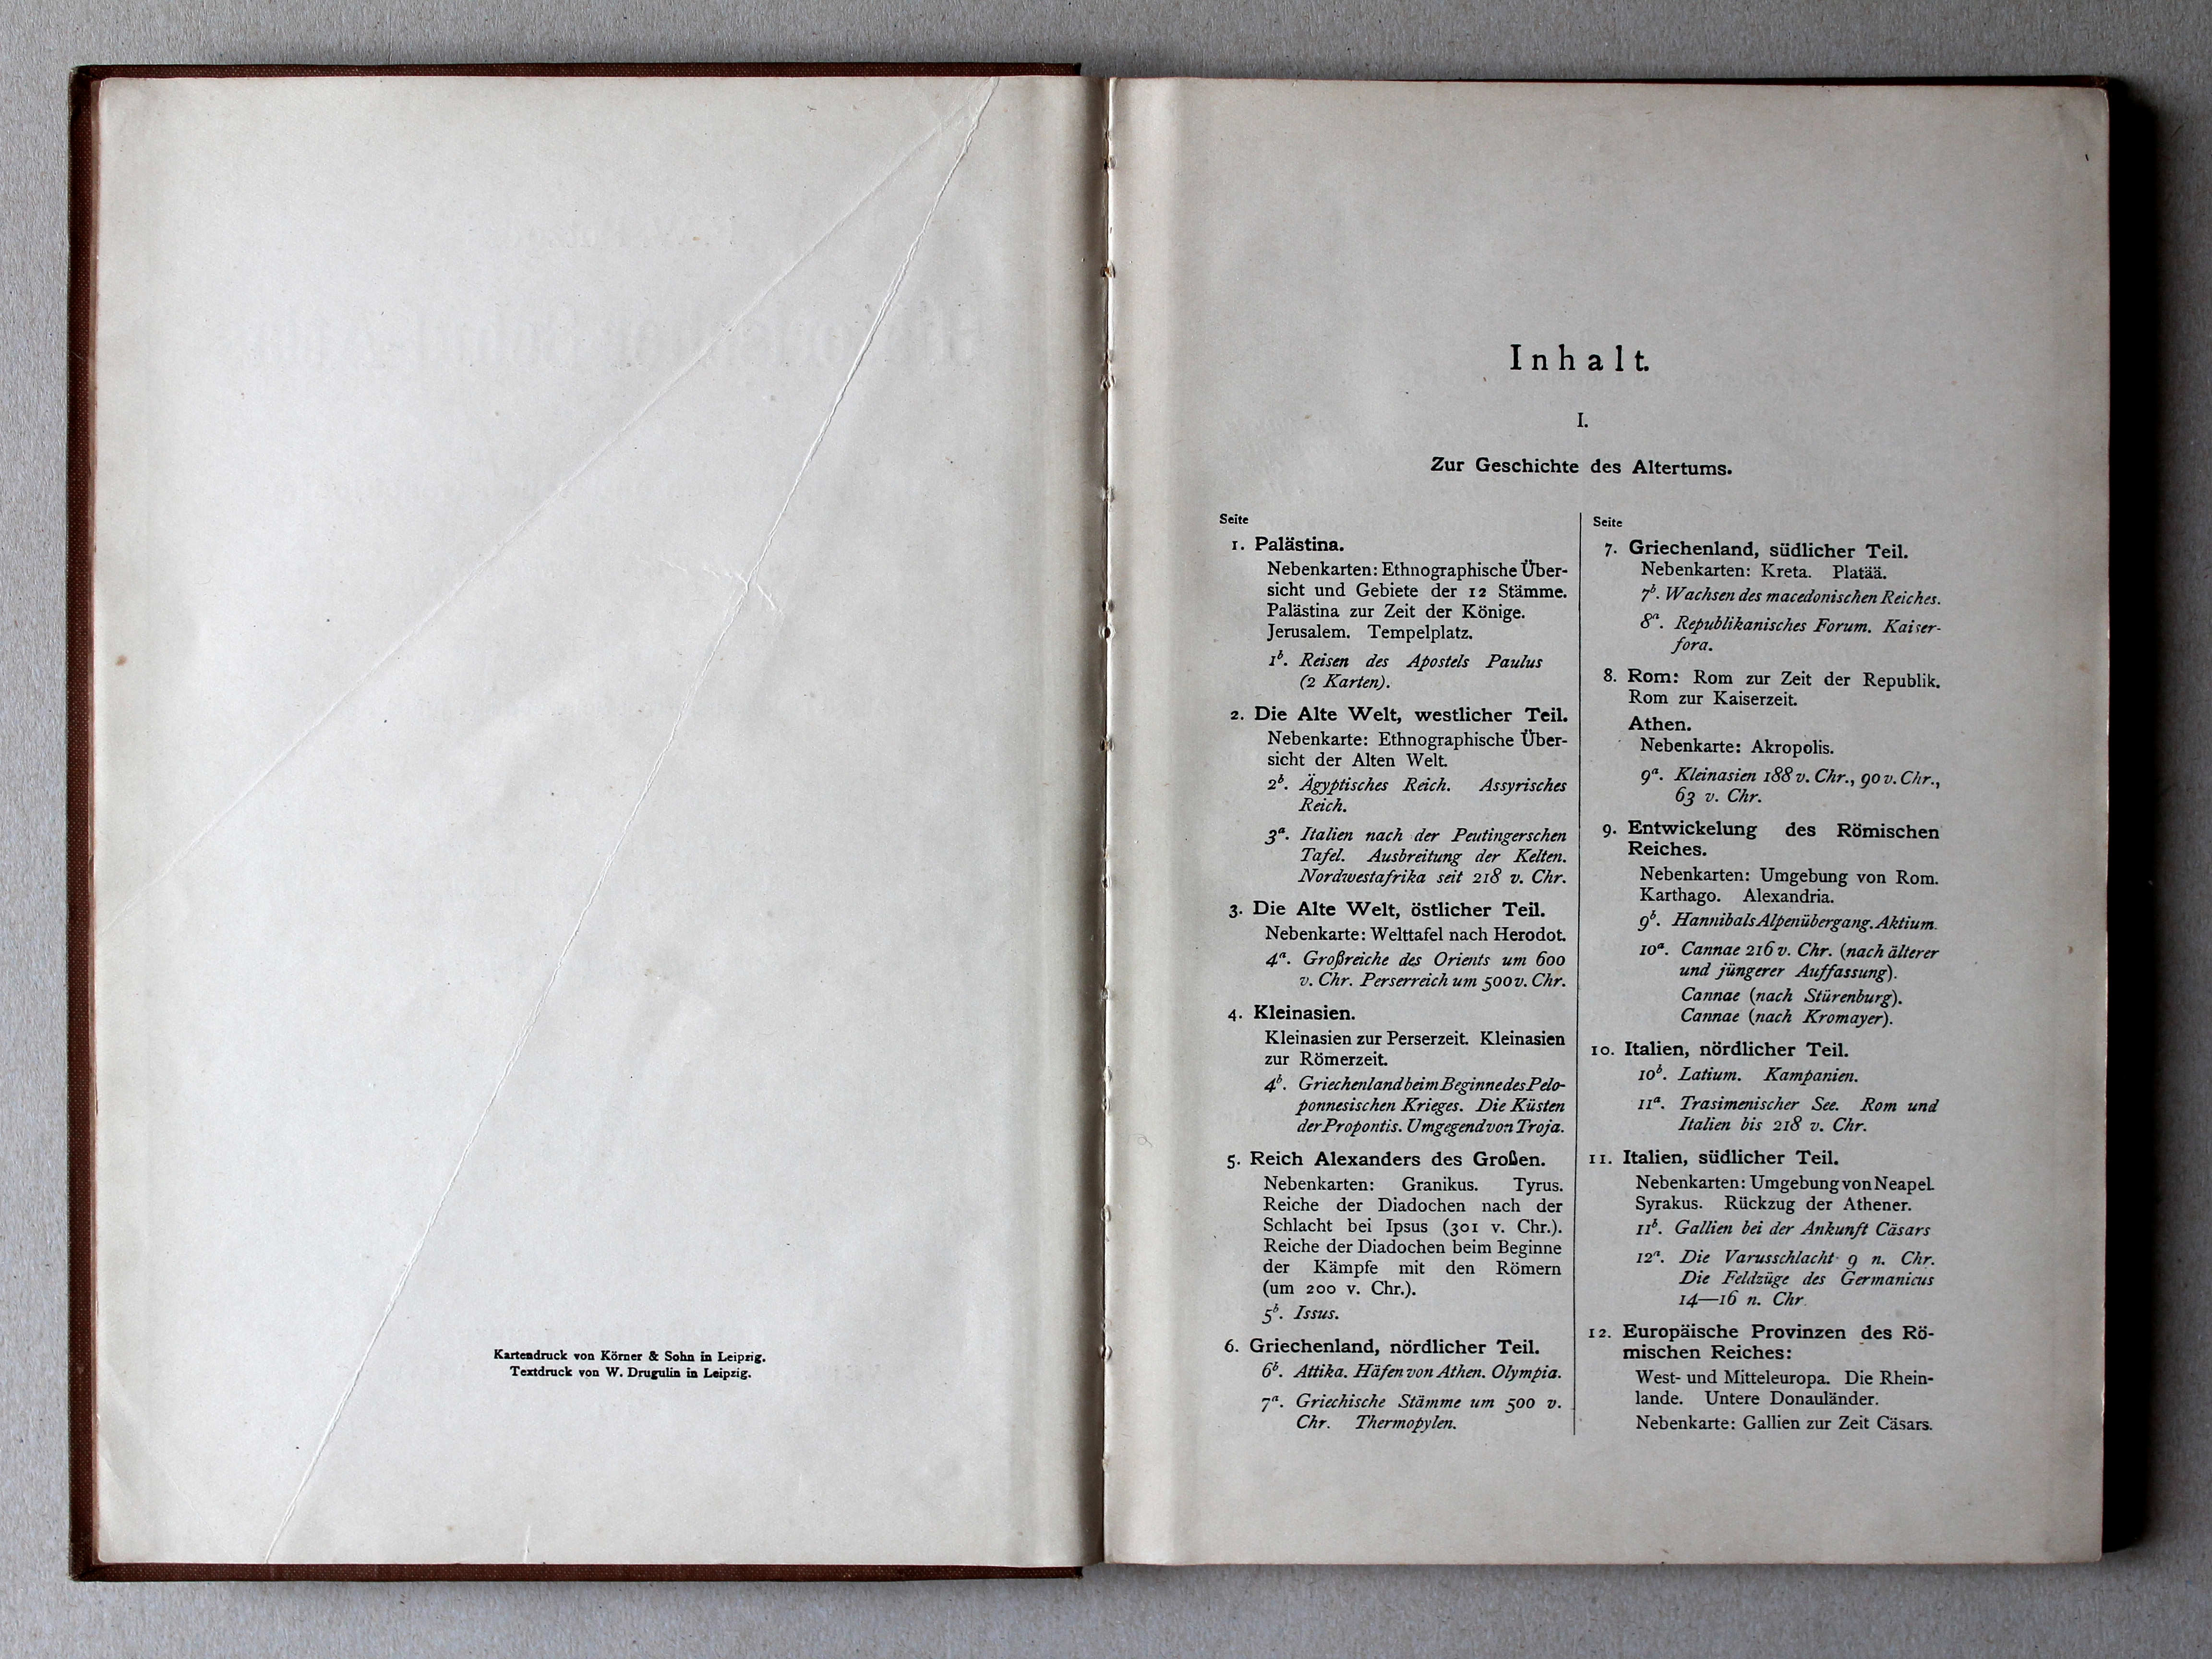 Kartendruck von Körner & Sohn in Leipzig.
Textdruck von W. Drugulin in Leipzig.
Inhalt.
I.
Zur Geschichte des Altertums.
Seite
1. Palästina.
Nebenkarten: Ethnographische Über-
sicht und Gebiete der 12 Stämme.
Palästina zur Zeit der Könige.
Jerusalem. Tempelplatz.
1b. Reisen des Apostels Paulus
(2 Karten).
2. Die Alte Welt, westlicher Teil.
Nebenkarte: Ethnographische Über-
sicht der Alten Welt.
2b. Ägyptisches Reich. Assyrisches
Reich.
3a. Italien nach der Peutingerschen
Tafel. Ausbreitung der Kelten.
Nordwestafrika seit 218 v. Chr.
3. Die Alte Welt, östlicher Teil.
Nebenkarte: Welttafel nach Herodot.
4a. Großreiche des Orients um 600
v. Chr. Perserreich um 500 v. Chr.
4. Kleinasien.
Kleinasien zur Perserzeit. Kleinasien
zur Römerzeit.
4b. Griechenland beim Beginne des Pelo-
ponnesischen Krieges. Die Küsten
der Propontis. Umgegend von Troja.
5. Reich Alexanders des Großen.
Nebenkarten: Granikus. Tyrus.
Reiche der Diadochen nach der
Schlacht bei Ipsus (301 v. Chr.).
Reiche der Diadochen beim Beginne
der Kämpfe mit den Römern
(um 200 v. Chr.).
5b. Issus.
6. Griechenland, nördlicher Teil.
6b. Attika. Häfen von Athen. Olympia.
7a. Griechische Stämme um 500 v.
Chr. Thermopylen.
Seite
7. Griechenland, südlicher Teil.
Nebenkarten: Kreta. Platää.
7b. Wachsen des macedonischen Reiches.
8a. Republikanisches Forum. Kaiser-
fora.
8. Rom: Rom zur Zeit der Republik.
Rom zur Kaiserzeit.
Athen.
Nebenkarte: Akropolis.
9a. Kleinasien 188 v. Chr., 90 v. Chr.,
63 v. Chr.
9. Entwickelung des Römischen
Reiches.
Nebenkarten: Umgebung von Rom.
Karthago. Alexandria.
9b. Hannibals Alpenübergang. Aktium.
10a. Cannae 216 v. Chr. (nach älterer
und jüngerer Auffassung).
Cannae (nach Stürenburg).
Cannae (nach Kromayer).
10. Italien, nördlicher Teil.
10b. Latium. Kampanien.
11a. Trasimenischer See. Rom und
Italien bis 218 v. Chr.
11. Italien, südlicher Teil.
Nebenkarten: Umgebung von Neapel.
Syrakus. Rückzug der Athener.
11b. Gallien bei der Ankunft Cäsars
12a. Die Varusschlacht 9 n. Chr.
Die Feldzüge des Germanicus
14—16 n. Chr.
12. Europäische Provinzen des Rö-
mischen Reiches:
West- und Mitteleuropa. Die Rhein-
lande. Untere Donauländer.
Nebenkarte: Gallien zur Zeit Cäsars.